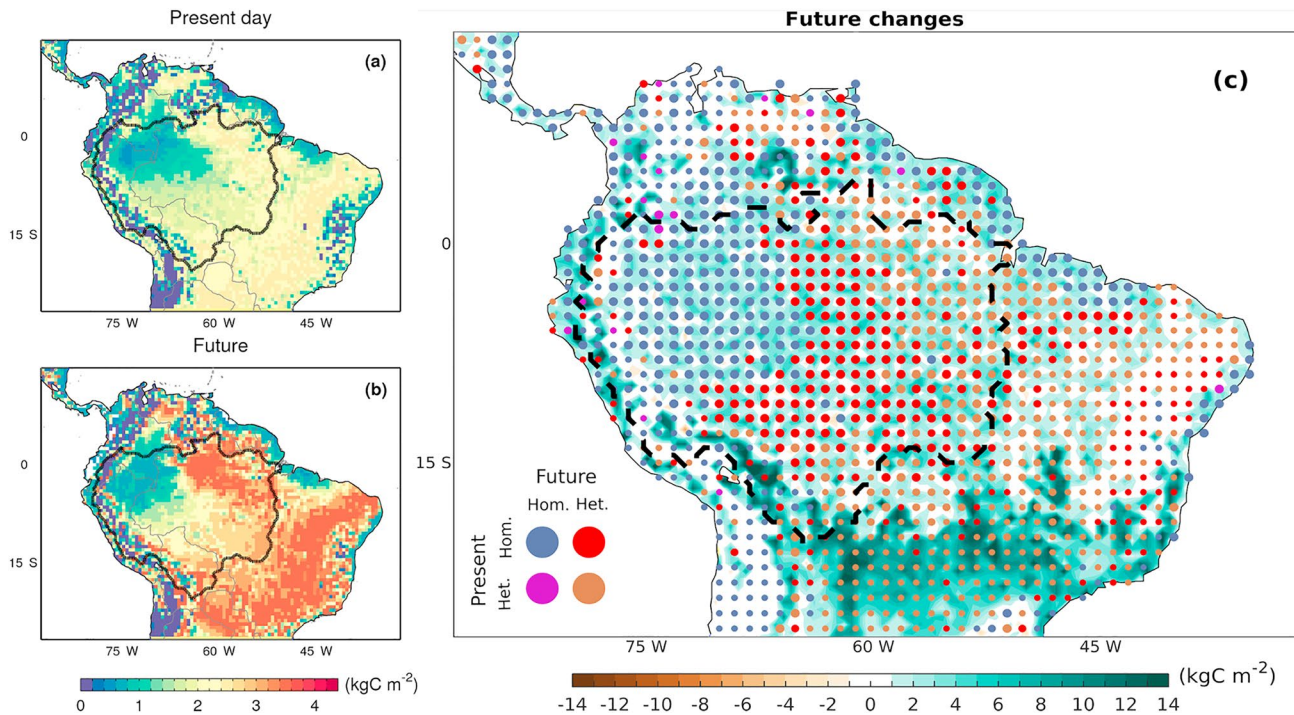 Present day
(a)
0
15 S
75 W 60 W 45 W
Future
(b)
0
15 S
75 W 60 W 45 W
(kgC m-2)
0 1 2 3 4
Future changes
(c)
0
15 S
Future
Hom. Het.
Present
Hom.
Het.
75 W 60 W 45 W
(kgC m-2)
-14 -12 -10 -8 -6 -4 -2 0 2 4 6 8 10 12 14